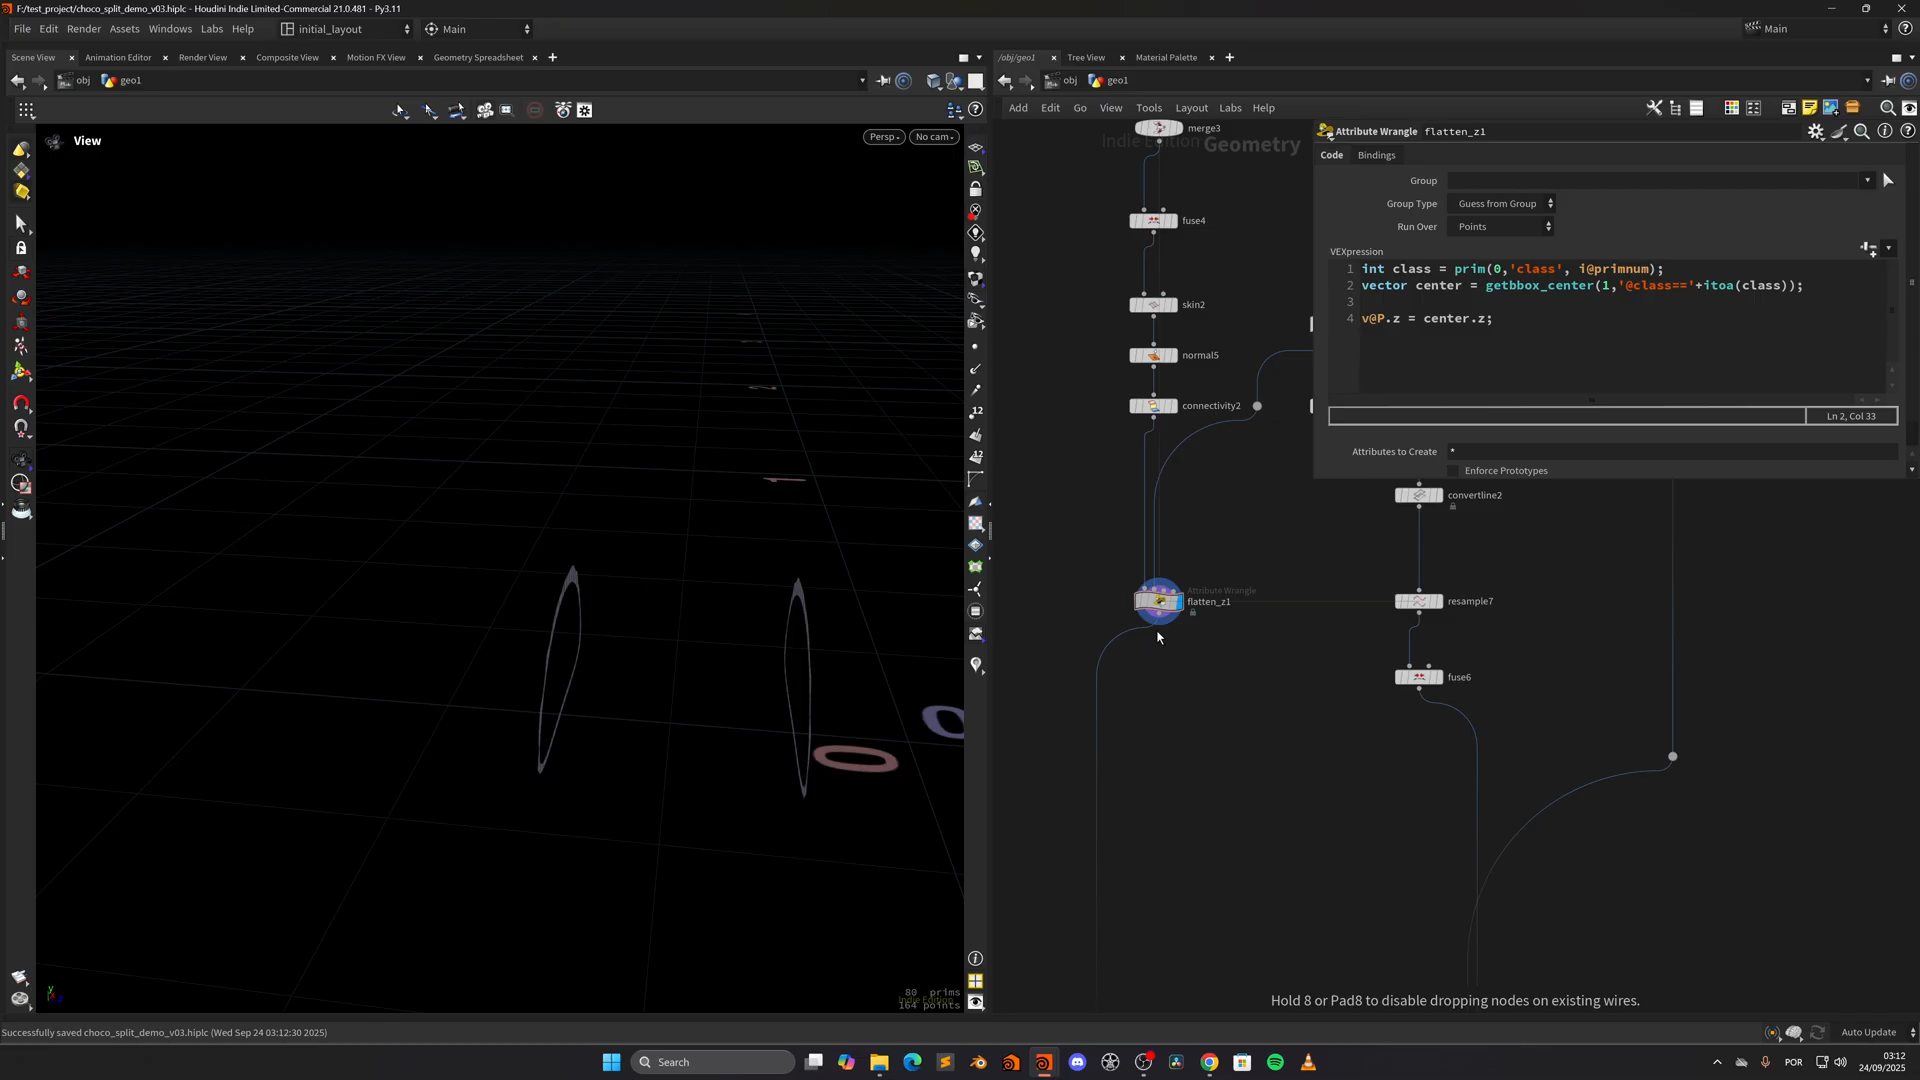 F:/test_project/choco_split_demo_v03.hiplc - Houdini Indie Limited-Commercial 21.0.481 - Py3.11
File Edit Render Assets Windows Labs Help initial_layout Main Main
Scene View Animation Editor Render View Composite View Motion FX View Geometry Spreadsheet
obj geo1
View
Persp No cam
80 prims
Indie Edition
164 points
/obj/geo1 Tree View Material Palette
obj geo1
Add Edit Go View Tools Layout Labs Help
Indie Edition Geometry
merge3
fuse4
skin2
normal5
connectivity2
Attribute Wrangle
flatten_z1
convertline2
resample7
fuse6
Attribute Wrangle flatten_z1
Code Bindings
Group
Group Type Guess from Group
Run Over Points
VEXpression
1 int class = prim(0,'class', i@primnum);
2 vector center = getbbox_center(1,'@class=='+itoa(class));
3
4 v@P.z = center.z;
Ln 2, Col 33
Attributes to Create *
Enforce Prototypes
Hold 8 or Pad8 to disable dropping nodes on existing wires.
Successfully saved choco_split_demo_v03.hiplc (Wed Sep 24 03:12:30 2025)
Auto Update
Search
POR
03:12
24/09/2025